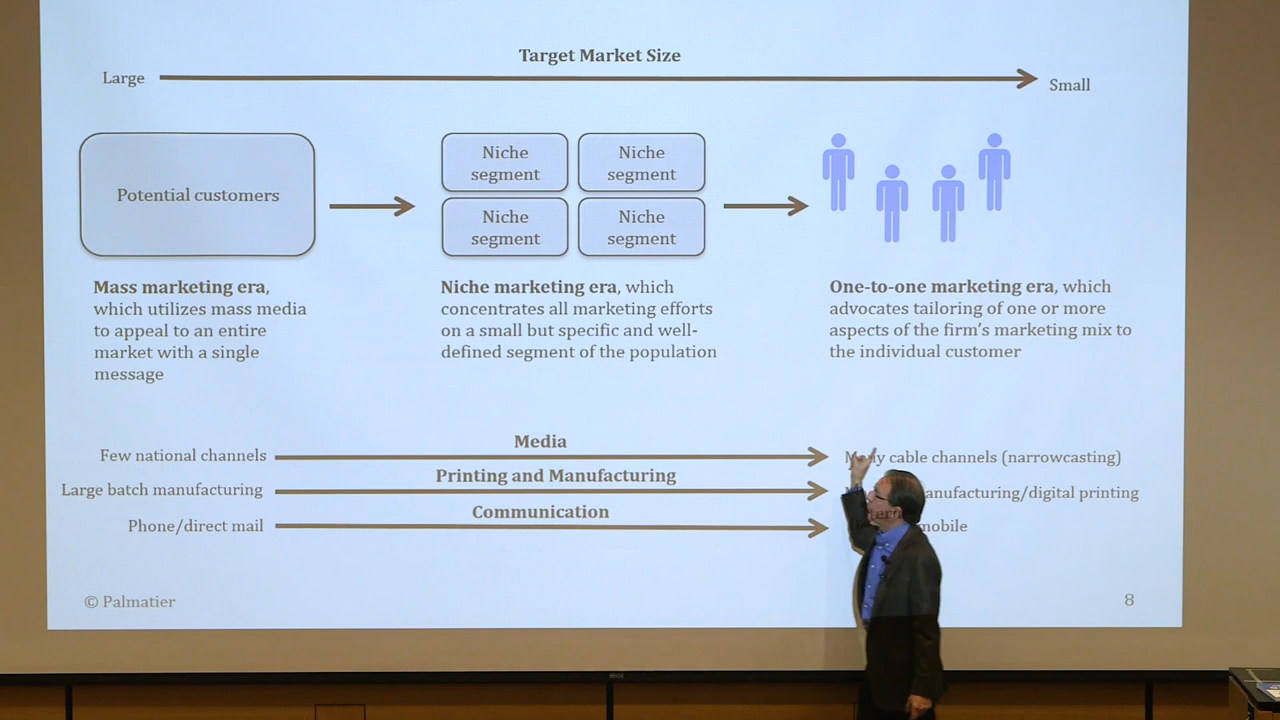 Target Market Size
Large
Small
Potential customers
Niche
segment
Niche
segment
Niche
segment
Niche
segment
Mass marketing era,
which utilizes mass media
to appeal to an entire
market with a single
message
Niche marketing era, which
concentrates all marketing efforts
on a small but specific and well-
defined segment of the population
One-to-one marketing era, which
advocates tailoring of one or more
aspects of the firm's marketing mix to
the individual customer
Media
Few national channels
Many cable channels (narrowcasting)
Printing and Manufacturing
Large batch manufacturing
anufacturing/digital printing
Communication
Phone/direct mail
mobile
© Palmatier
8